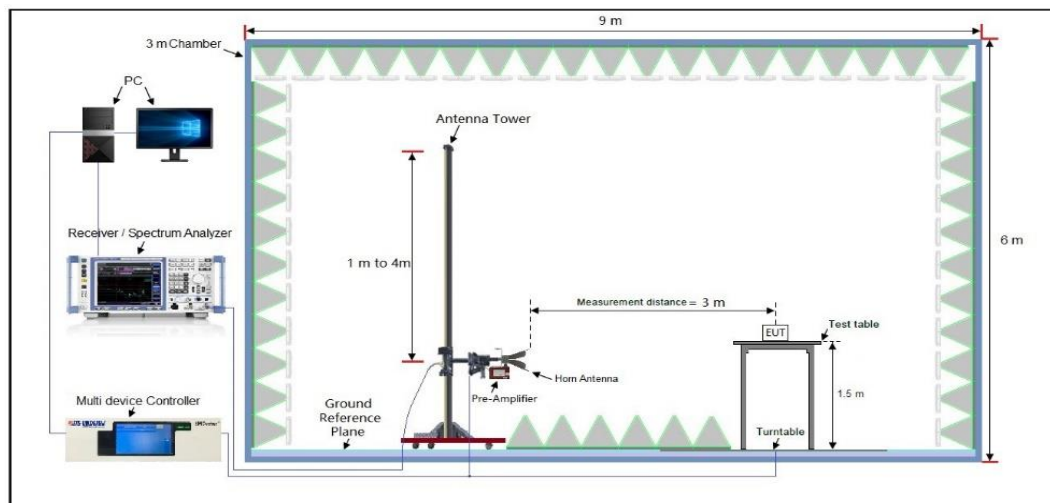 9 m
3 m Chamber
PC
Antenna Tower
Receiver / Spectrum Analyzer
1 m to 4m
6 m
Measurement distance = 3 m
EUT
Test table
Horn Antenna
Pre-Amplifier
1.5 m
Multi device Controller
Ground
Reference
Plane
Turntable